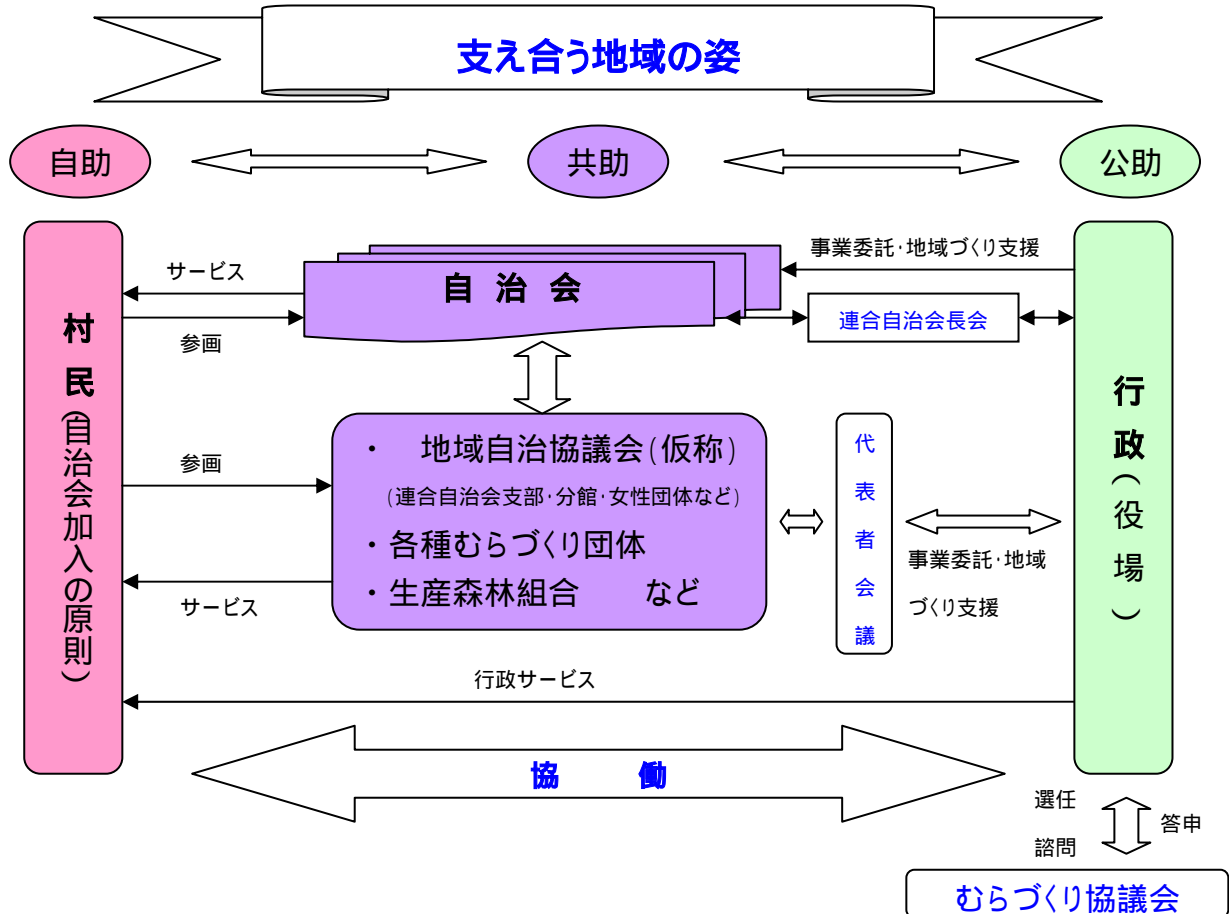 支え合う地域の姿
自助
共助
公助
村民(自治会加入の原則)
サービス
参画
自治会
事業委託・地域づくり支援
連合自治会長会
行政(役場)
参画
サービス
・ 地域自治協議会(仮称)
(連合自治会支部・分館・女性団体など)
・各種むらづくり団体
・生産森林組合 など
代表者会議
事業委託・地域
づくり支援
行政サービス
協働
選任
諮問
答申
むらづくり協議会